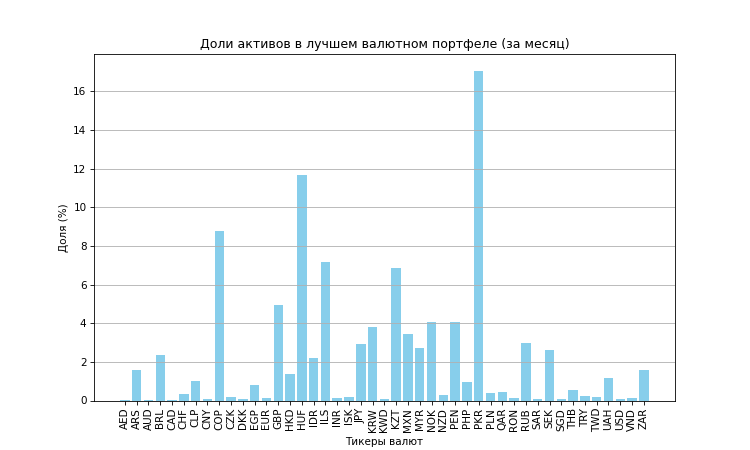 Доли активов в лучшем валютном портфеле (за месяц)
Доля (%)
16
14
12
10
8
6
4
2
0
AED ARS AUD BRL CAD CHF CLP CNY COP CZK DKK EGP EUR GBP HKD HUF IDR ILS INR ISK JPY KRW KWD KZT MXN MYR NOK NZD PEN PHP PKR PLN QAR RON RUB SAR SEK SGD THB TRY TWD UAH USD VND ZAR
Тикеры валют